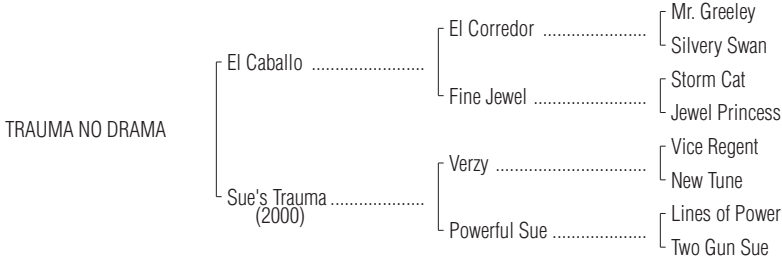 Mr. Greeley
El Corredor ......................
Silvery Swan
El Caballo ........................
Storm Cat
Fine Jewel ........................
Jewel Princess
TRAUMA NO DRAMA
Vice Regent
Verzy ................................
New Tune
Sue's Trauma ....................
(2000)
Lines of Power
Powerful Sue ....................
Two Gun Sue